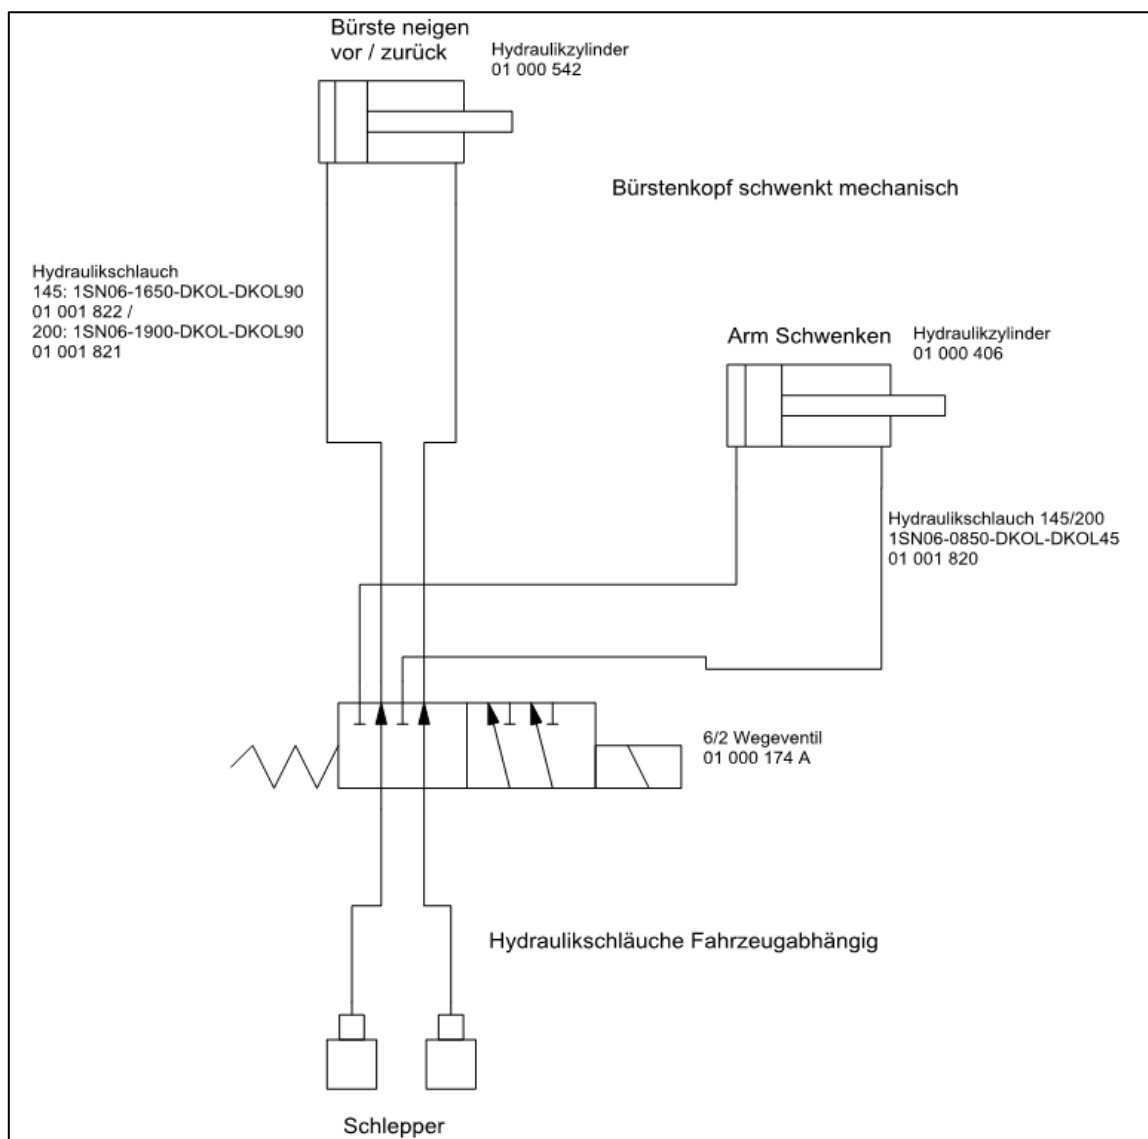 Bürste neigen
vor / zurück
Hydraulikzylinder
01 000 542
Bürstenkopf schwenkt mechanisch
Hydraulikschlauch
145: 1SN06-1650-DKOL-DKOL90
01 001 822 /
200: 1SN06-1900-DKOL-DKOL90
01 001 821
Arm Schwenken
Hydraulikzylinder
01 000 406
Hydraulikschlauch 145/200
1SN06-0850-DKOL-DKOL45
01 001 820
6/2 Wegeventil
01 000 174 A
Hydraulikschläuche Fahrzeugabhängig
Schlepper